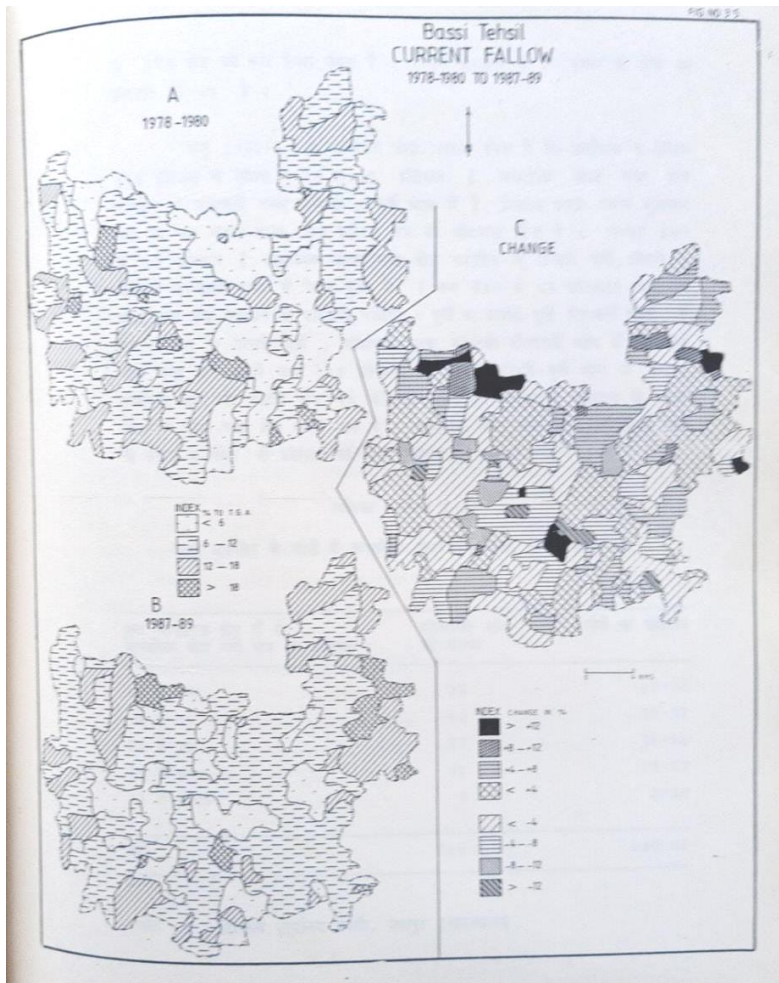 FIG NO 3.5
Bassi Tehsil
CURRENT FALLOW
1978-1980 TO 1987-89
A
1978-1980
C
CHANGE
INDEX % TO T.G.A
< 6
6 — 12
12 — 18
> 18
B
1987-89
KMS
INDEX CHANGE IN %
> +12
+8 — +12
+4 — +8
< +4
< -4
-4 — -8
-8 — -12
> -12